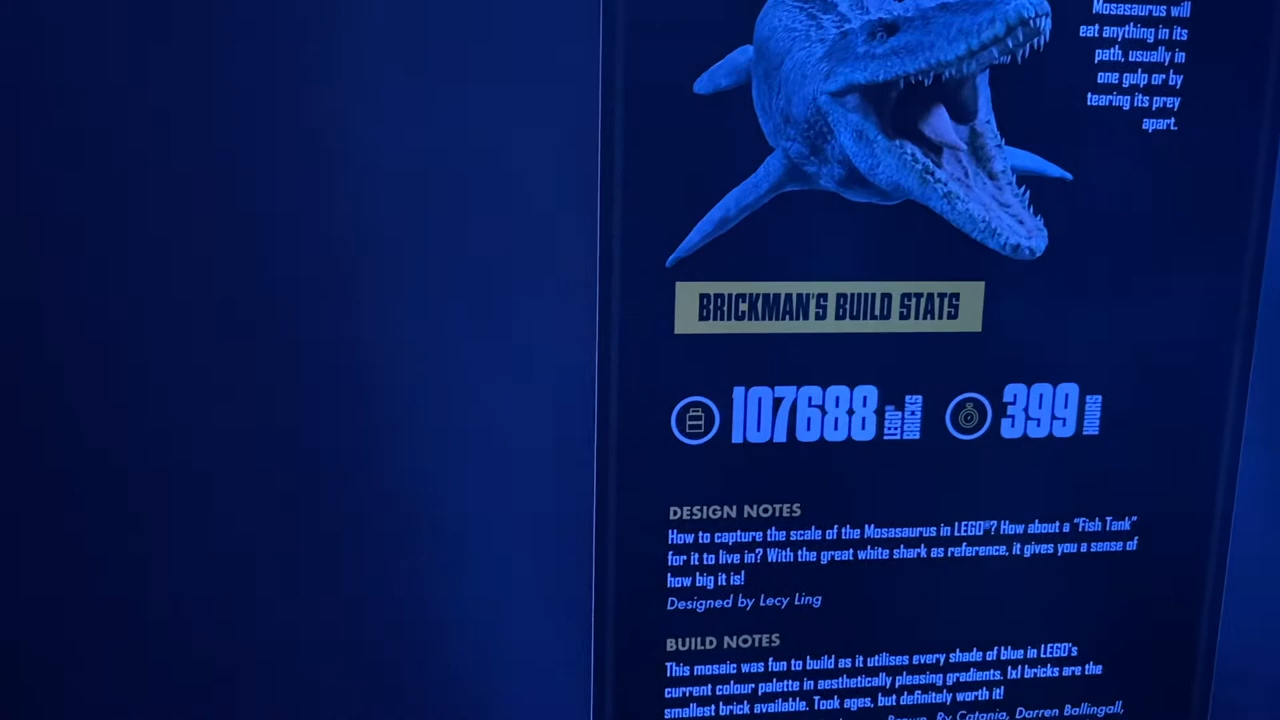 Mosasaurus will
eat anything in its
path, usually in
one gulp or by
tearing its prey
apart.
BRICKMAN'S BUILD STATS
107688 LEGO® BRICKS 399 HOURS
DESIGN NOTES
How to capture the scale of the Mosasaurus in LEGO®? How about a "Fish Tank"
for it to live in? With the great white shark as reference, it gives you a sense of
how big it is!
Designed by Lecy Ling
BUILD NOTES
This mosaic was fun to build as it utilises every shade of blue in LEGO's
current colour palette in aesthetically pleasing gradients. 1x1 bricks are the
smallest brick available. Took ages, but definitely worth it!
Brown, Ry Catania, Darren Ballingall,